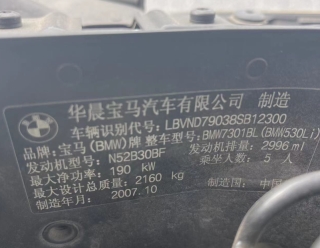 华晨宝马汽车有限公司 制造
车辆识别代号: LBVND79038SB12300
品牌: 宝马(BMW)牌 整车型号: BMW7301BL(BMW530Li)
发动机型号: N52B30BF 发动机排量: 2996 ml
最大净功率: 190 kW 乘坐人数: 5 人
最大设计总质量: 2160 kg
制造年月: 2007.10 制造国: 中国